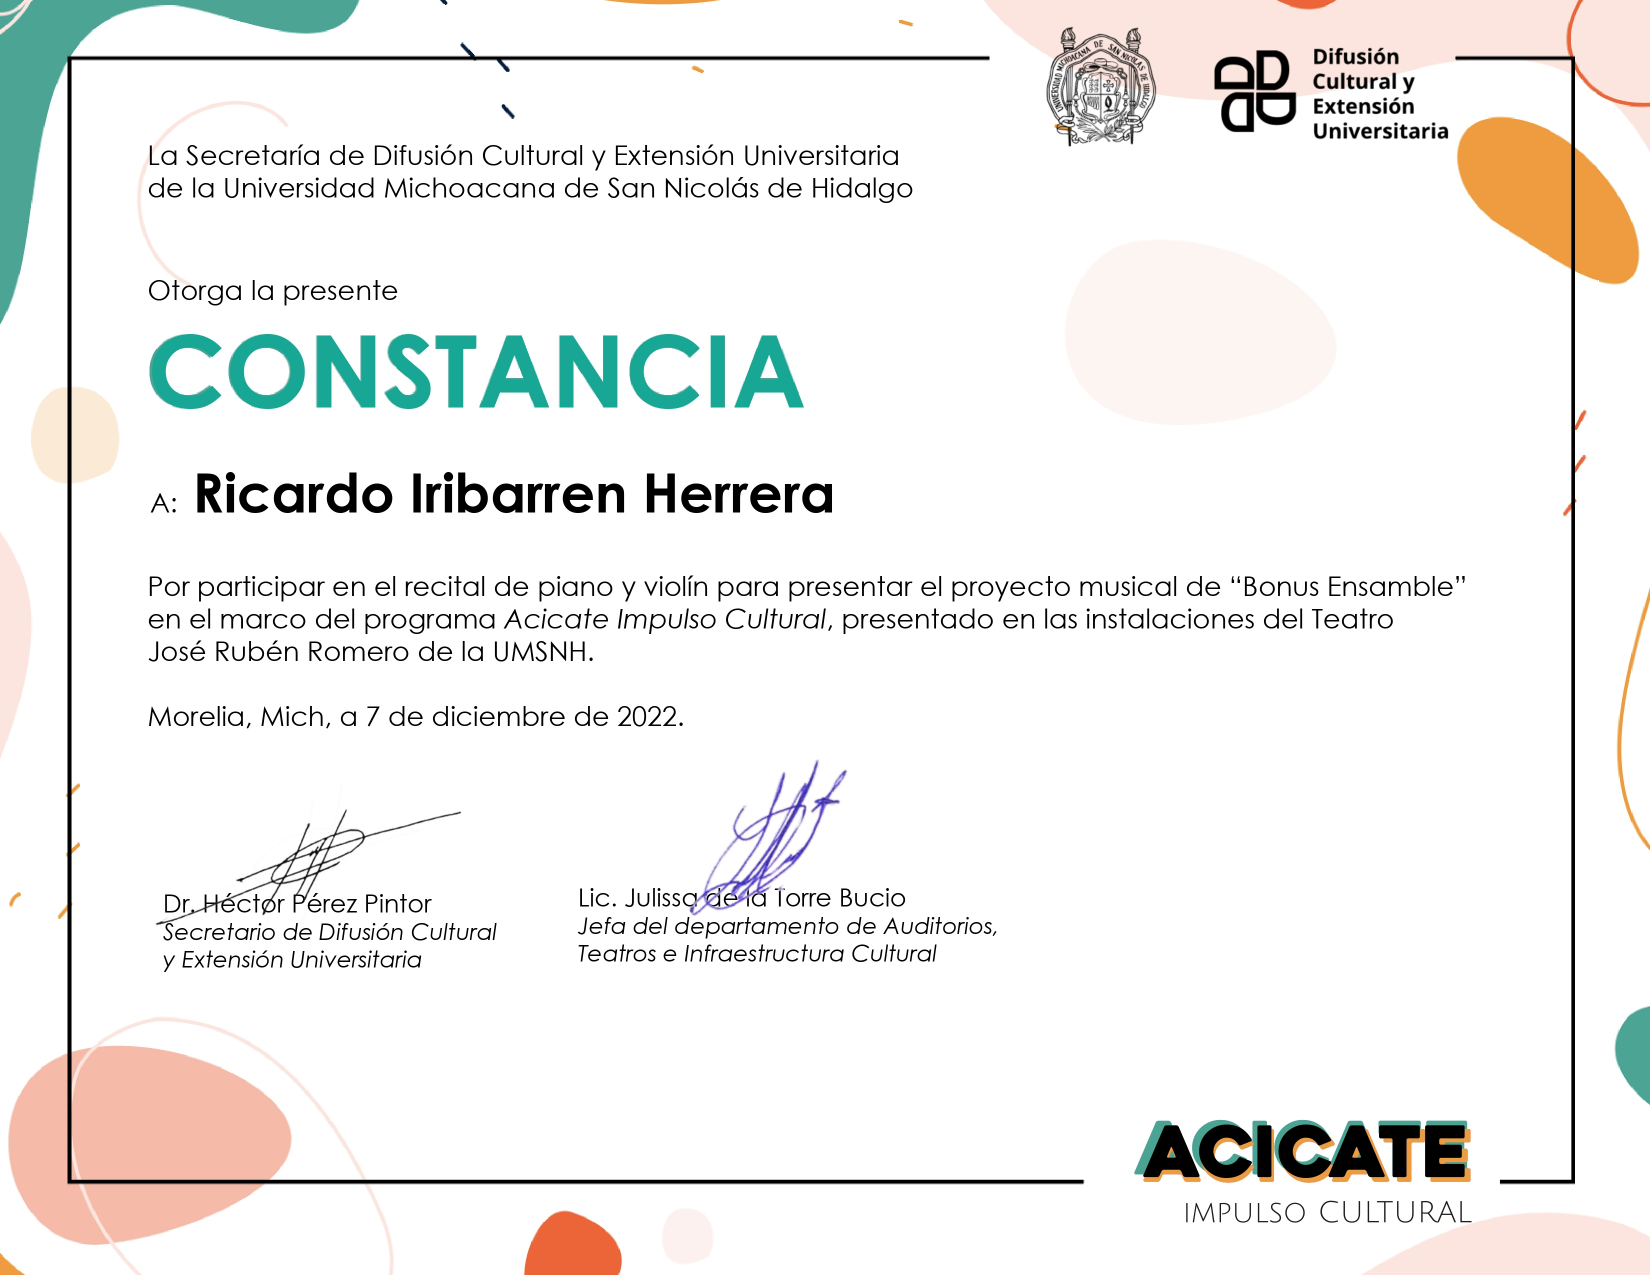 UNIVERSIDAD MICHOACANA DE SAN NICOLAS DE HIDALGO
Difusión
Cultural y
Extensión
Universitaria
La Secretaría de Difusión Cultural y Extensión Universitaria
de la Universidad Michoacana de San Nicolás de Hidalgo
Otorga la presente
CONSTANCIA
A: Ricardo Iribarren Herrera
Por participar en el recital de piano y violín para presentar el proyecto musical de “Bonus Ensamble”
en el marco del programa Acicate Impulso Cultural, presentado en las instalaciones del Teatro
José Rubén Romero de la UMSNH.
Morelia, Mich, a 7 de diciembre de 2022.
Dr. Héctor Pérez Pintor
Secretario de Difusión Cultural
y Extensión Universitaria
Lic. Julissa de la Torre Bucio
Jefa del departamento de Auditorios,
Teatros e Infraestructura Cultural
ACICATE
IMPULSO CULTURAL